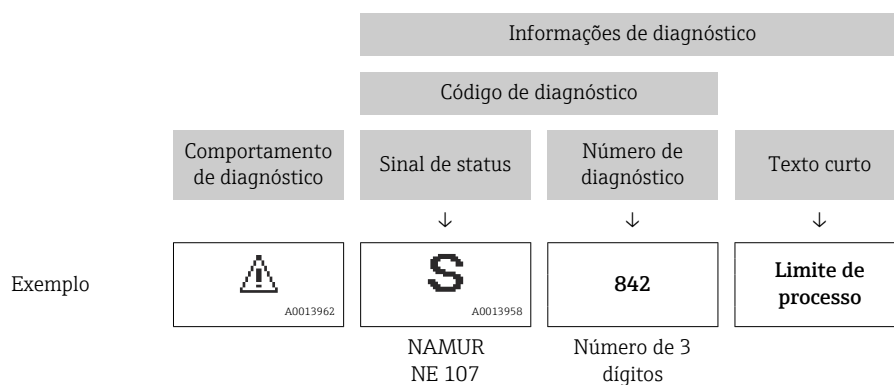 Informações de diagnóstico
Código de diagnóstico
Comportamento
de diagnóstico
Sinal de status
Número de
diagnóstico
Texto curto
↓ ↓ ↓
Exemplo
A0013962
S
A0013958
842
Limite de
processo
NAMUR
NE 107
Número de 3
dígitos